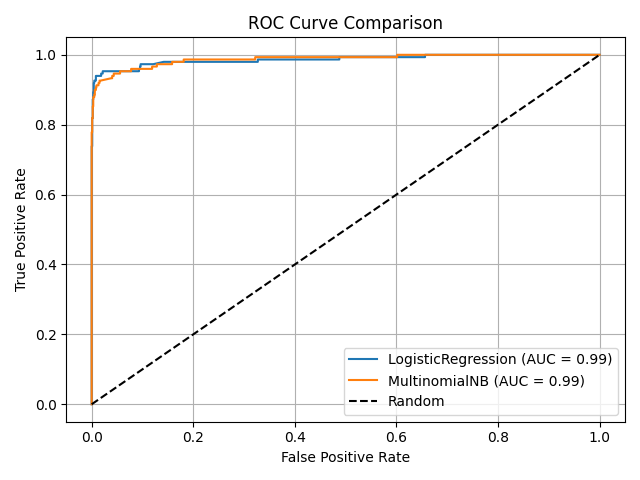 ROC Curve Comparison
True Positive Rate
1.0
0.8
0.6
0.4
0.2
0.0
LogisticRegression (AUC = 0.99)
MultinomialNB (AUC = 0.99)
Random
0.0 0.2 0.4 0.6 0.8 1.0
False Positive Rate